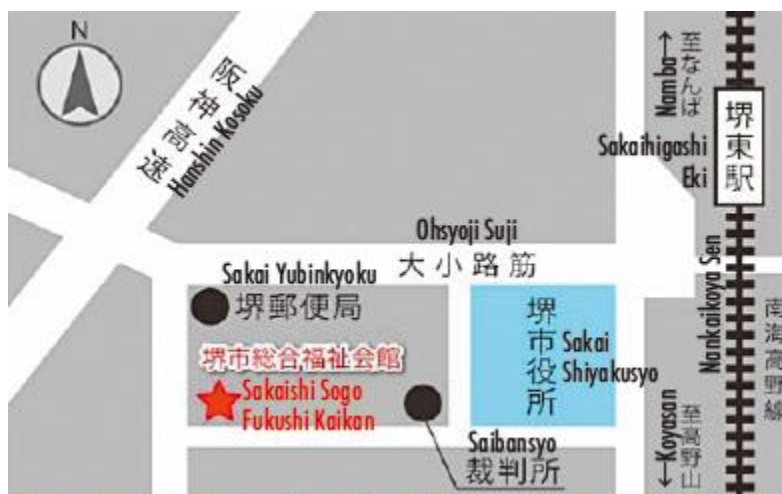 N
阪神高速
Hanshin Kosoku
Namba→
至なんば
Sakaihigashi
Eki
堺東駅
Ohsyoji Suji
大小路筋
Sakai Yubinkyoku
堺郵便局
堺市総合福祉会館
Sakaishi Sogo
Fukushi Kaikan
堺市役所
Sakai
Shiyakusyo
Saibansyo
裁判所
Nankaikoya Sen
南海高野線
←Koyasan
至高野山